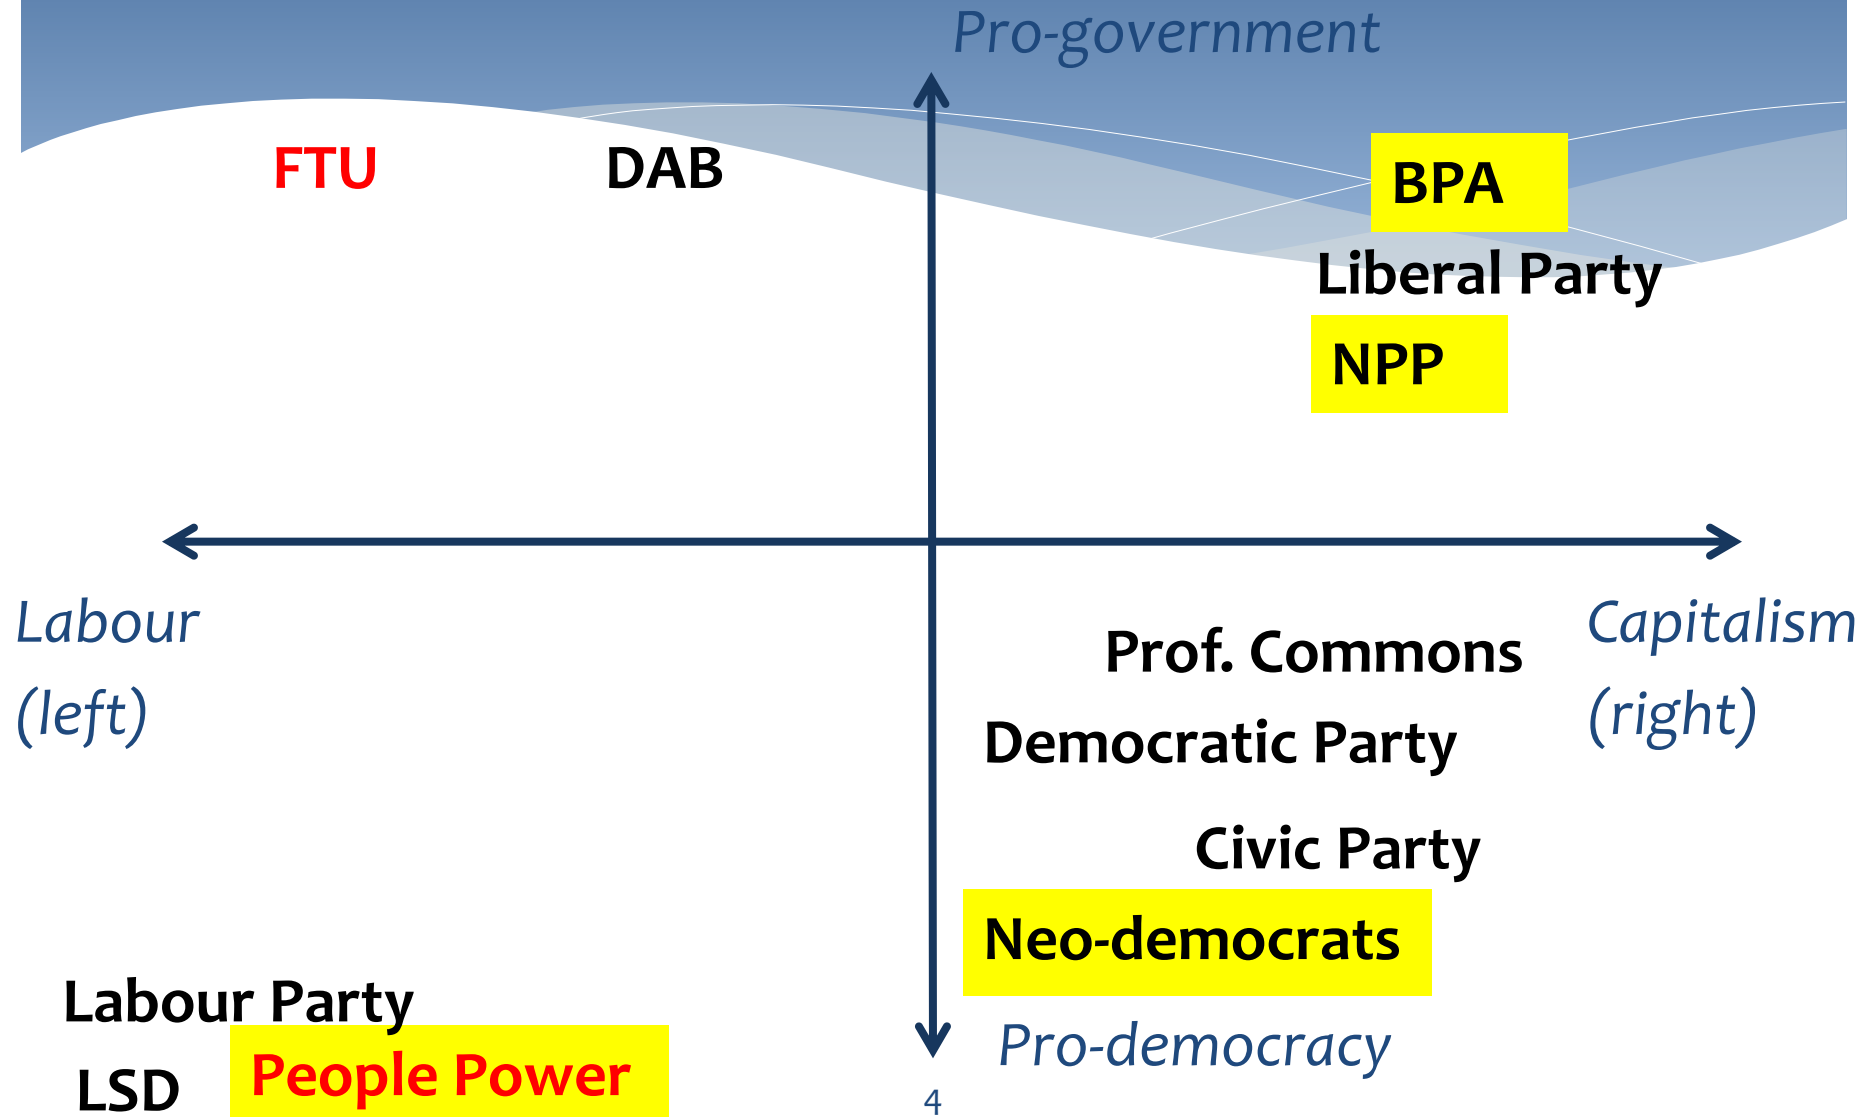 Pro-government
FTU
DAB
BPA
Liberal Party
NPP
Labour
(left)
Capitalism
(right)
Prof. Commons
Democratic Party
Civic Party
Neo-democrats
Labour Party
LSD
People Power
Pro-democracy
4